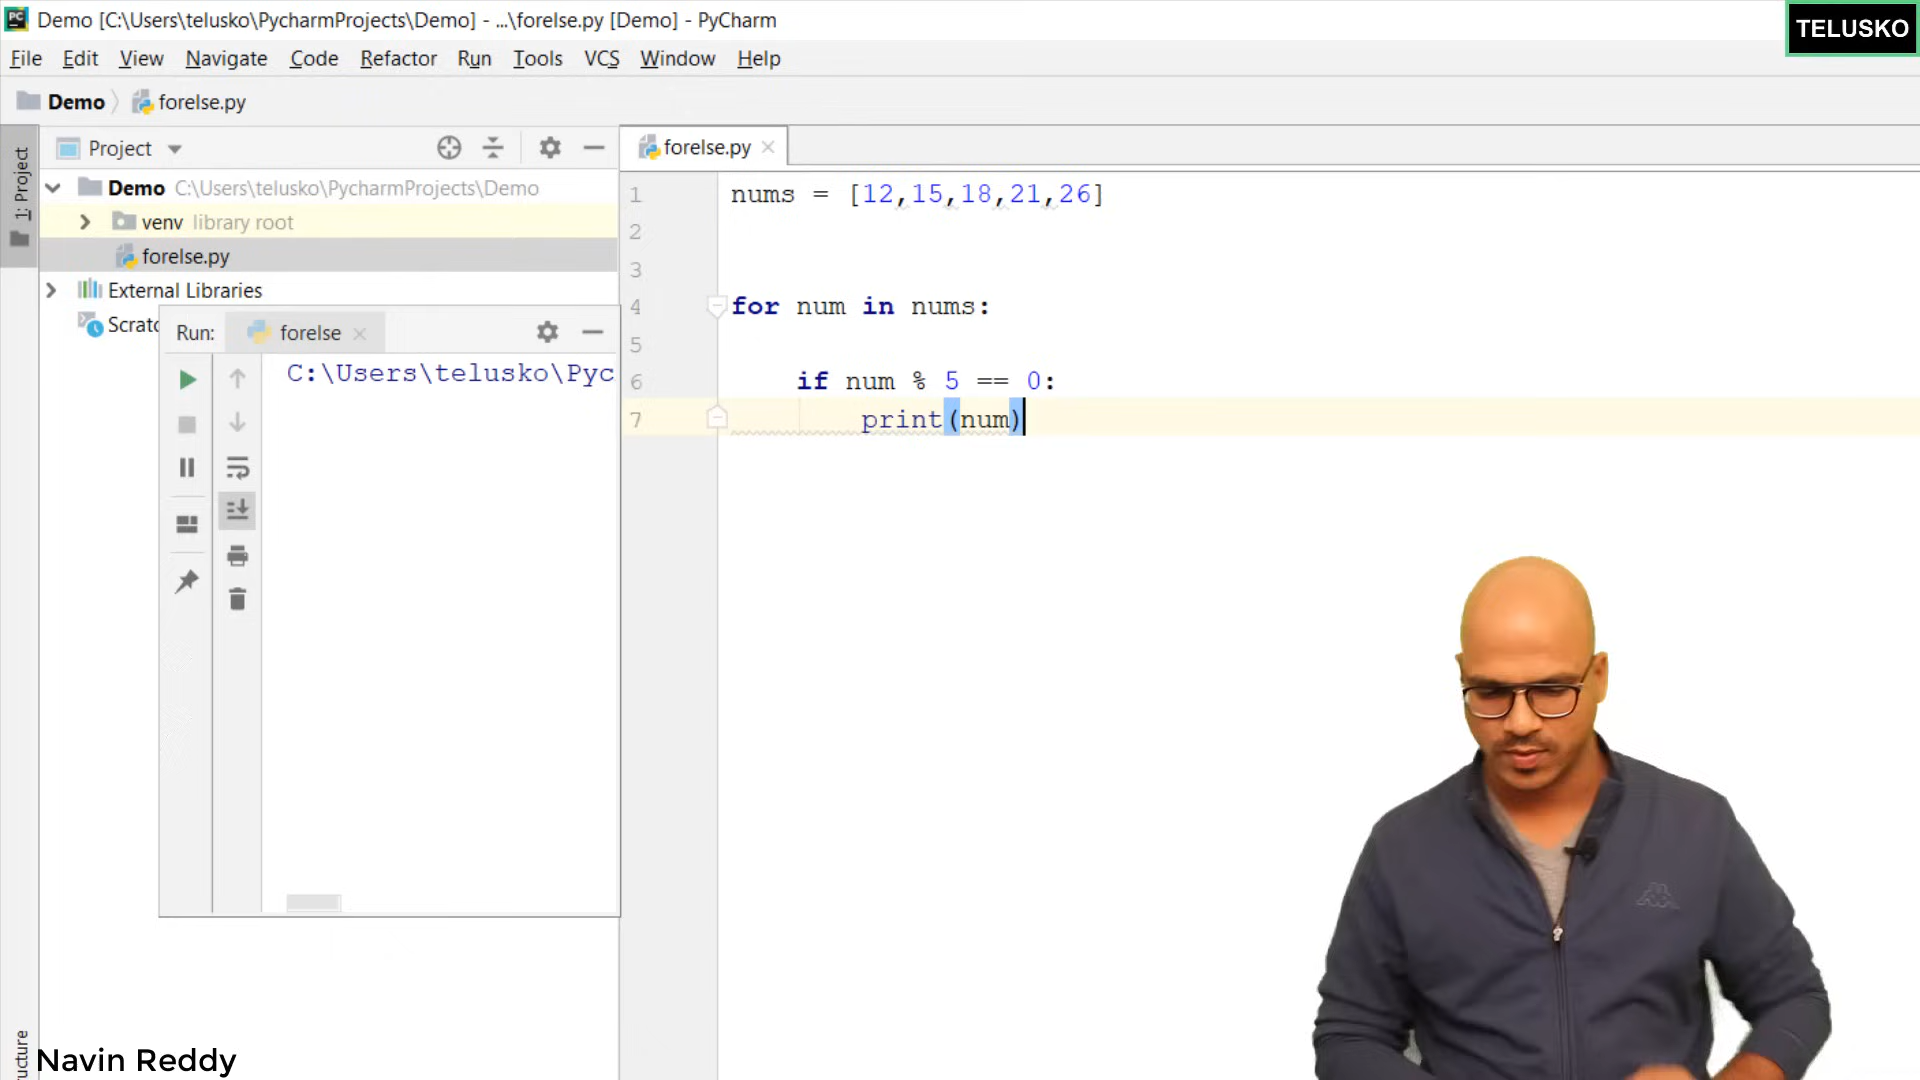 Demo [C:\Users\telusko\PycharmProjects\Demo] - ...\forelse.py [Demo] - PyCharm
TELUSKO
File Edit View Navigate Code Refactor Run Tools VCS Window Help
Demo forelse.py
1: Project
Project
forelse.py
Demo C:\Users\telusko\PycharmProjects\Demo
venv library root
forelse.py
External Libraries
Scratc
Run: forelse
C:\Users\telusko\Pyc
1 nums = [12,15,18,21,26]
2
3
4 for num in nums:
5
6 if num % 5 == 0:
7 print(num)
ucture
Navin Reddy